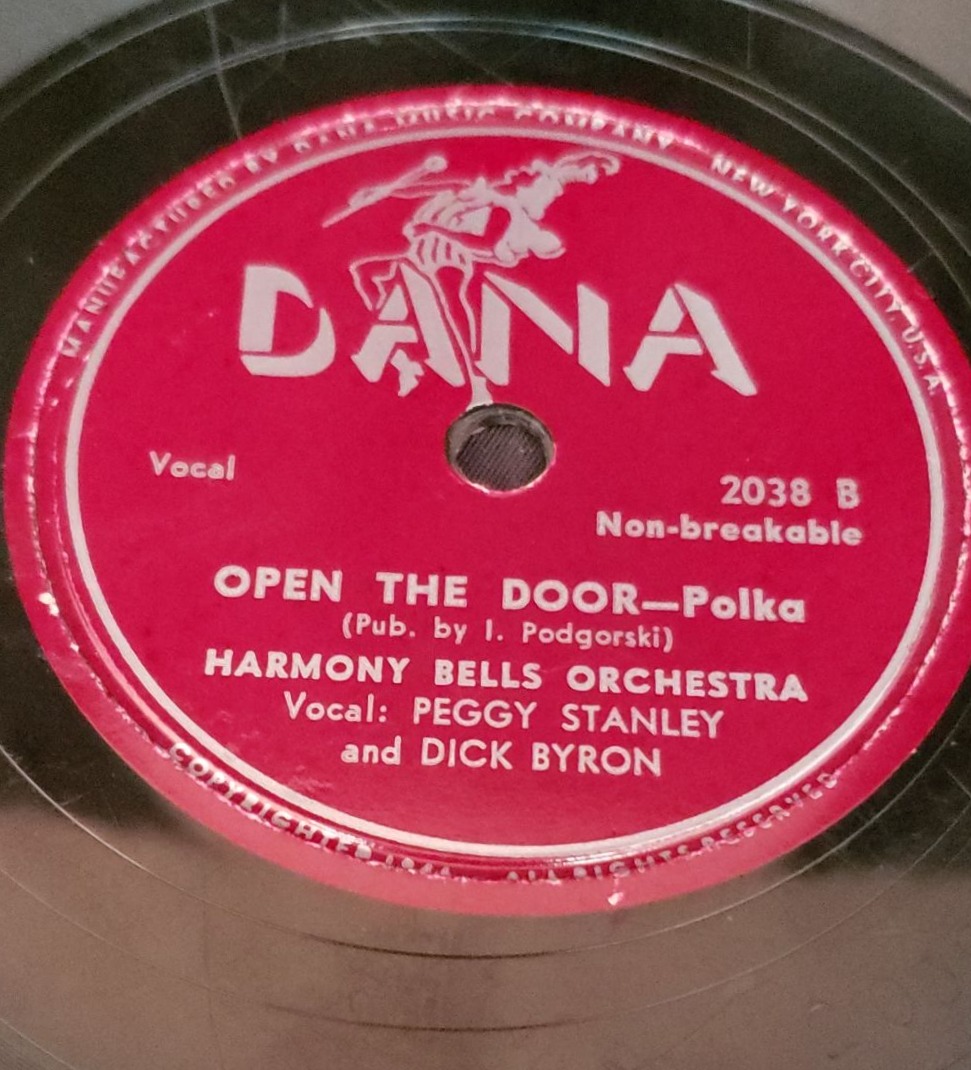 MANUFACTURED BY DANA MUSIC COMPANY NEW YORK CITY, U.S.A.
DANA
Vocal
2038 B
Non-breakable
OPEN THE DOOR—Polka
(Pub. by I. Podgorski)
HARMONY BELLS ORCHESTRA
Vocal: PEGGY STANLEY
and DICK BYRON
COPYRIGHTED ALL RIGHTS RESERVED